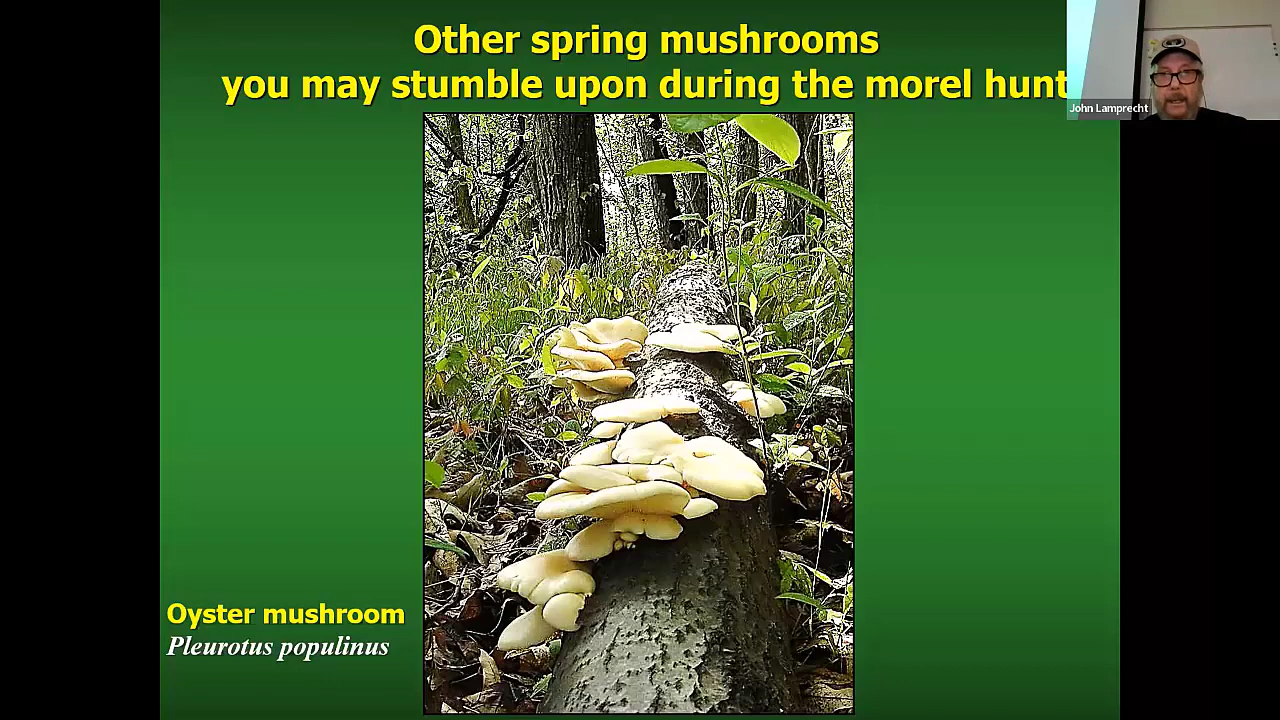 Other spring mushrooms
you may stumble upon during the morel hunt
John Lamprecht
Oyster mushroom
Pleurotus populinus